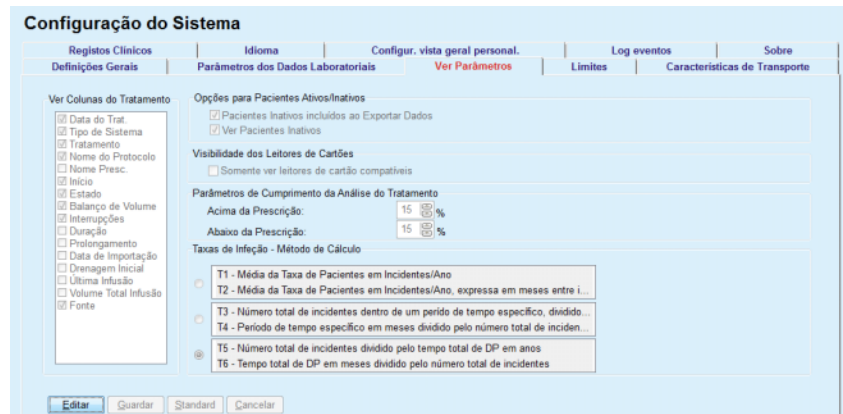 Configuração do Sistema
Registos Clínicos Idioma Configur. vista geral personal. Log eventos Sobre
Definições Gerais Parâmetros dos Dados Laboratoriais Ver Parâmetros Limites Características de Transporte
Ver Colunas do Tratamento
Data do Trat.
Tipo de Sistema
Tratamento
Nome do Protocolo
Nome Presc.
Início
Estado
Balanço de Volume
Interrupções
Duração
Prolongamento
Data de Importação
Drenagem Inicial
Última Infusão
Volume Total Infusão
Fonte
Opções para Pacientes Ativos/Inativos
Pacientes Inativos incluídos ao Exportar Dados
Ver Pacientes Inativos
Visibilidade dos Leitores de Cartões
Somente ver leitores de cartão compatíveis
Parâmetros de Cumprimento da Análise do Tratamento
Acima da Prescrição: 15 %
Abaixo da Prescrição: 15 %
Taxas de Infeção - Método de Cálculo
T1 - Média da Taxa de Pacientes em Incidentes/Ano
T2 - Média da Taxa de Pacientes em Incidentes/Ano, expressa em meses entre i...
T3 - Número total de incidentes dentro de um perído de tempo específico, dividido...
T4 - Período de tempo específico em meses dividido pelo número total de inciden...
T5 - Número total de incidentes dividido pelo tempo total de DP em anos
T6 - Tempo total de DP em meses dividido pelo número total de incidentes
Editar Guardar Standard Cancelar